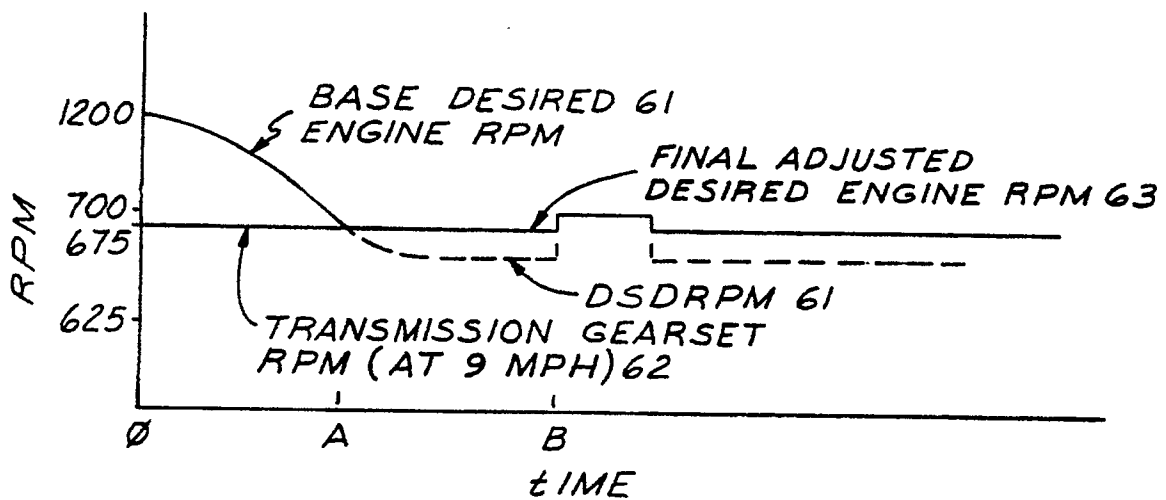 BASE DESIRED 61
ENGINE RPM
1200
FINAL ADJUSTED
DESIRED ENGINE RPM 63
700
675
RPM
DSDRPM 61
625
TRANSMISSION GEARSET
RPM (AT 9 MPH) 62
Ø
A
B
tIME